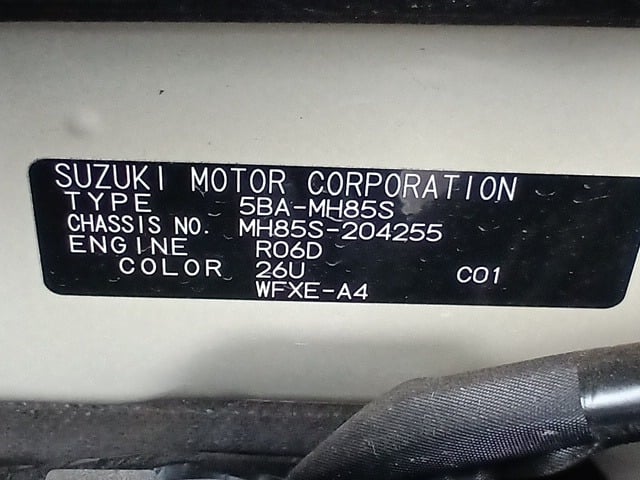 SUZUKI MOTOR CORPORATION
TYPE 5BA-MH85S
CHASSIS NO. MH85S-204255
ENGINE R06D
COLOR 26U C01
WFXE-A4